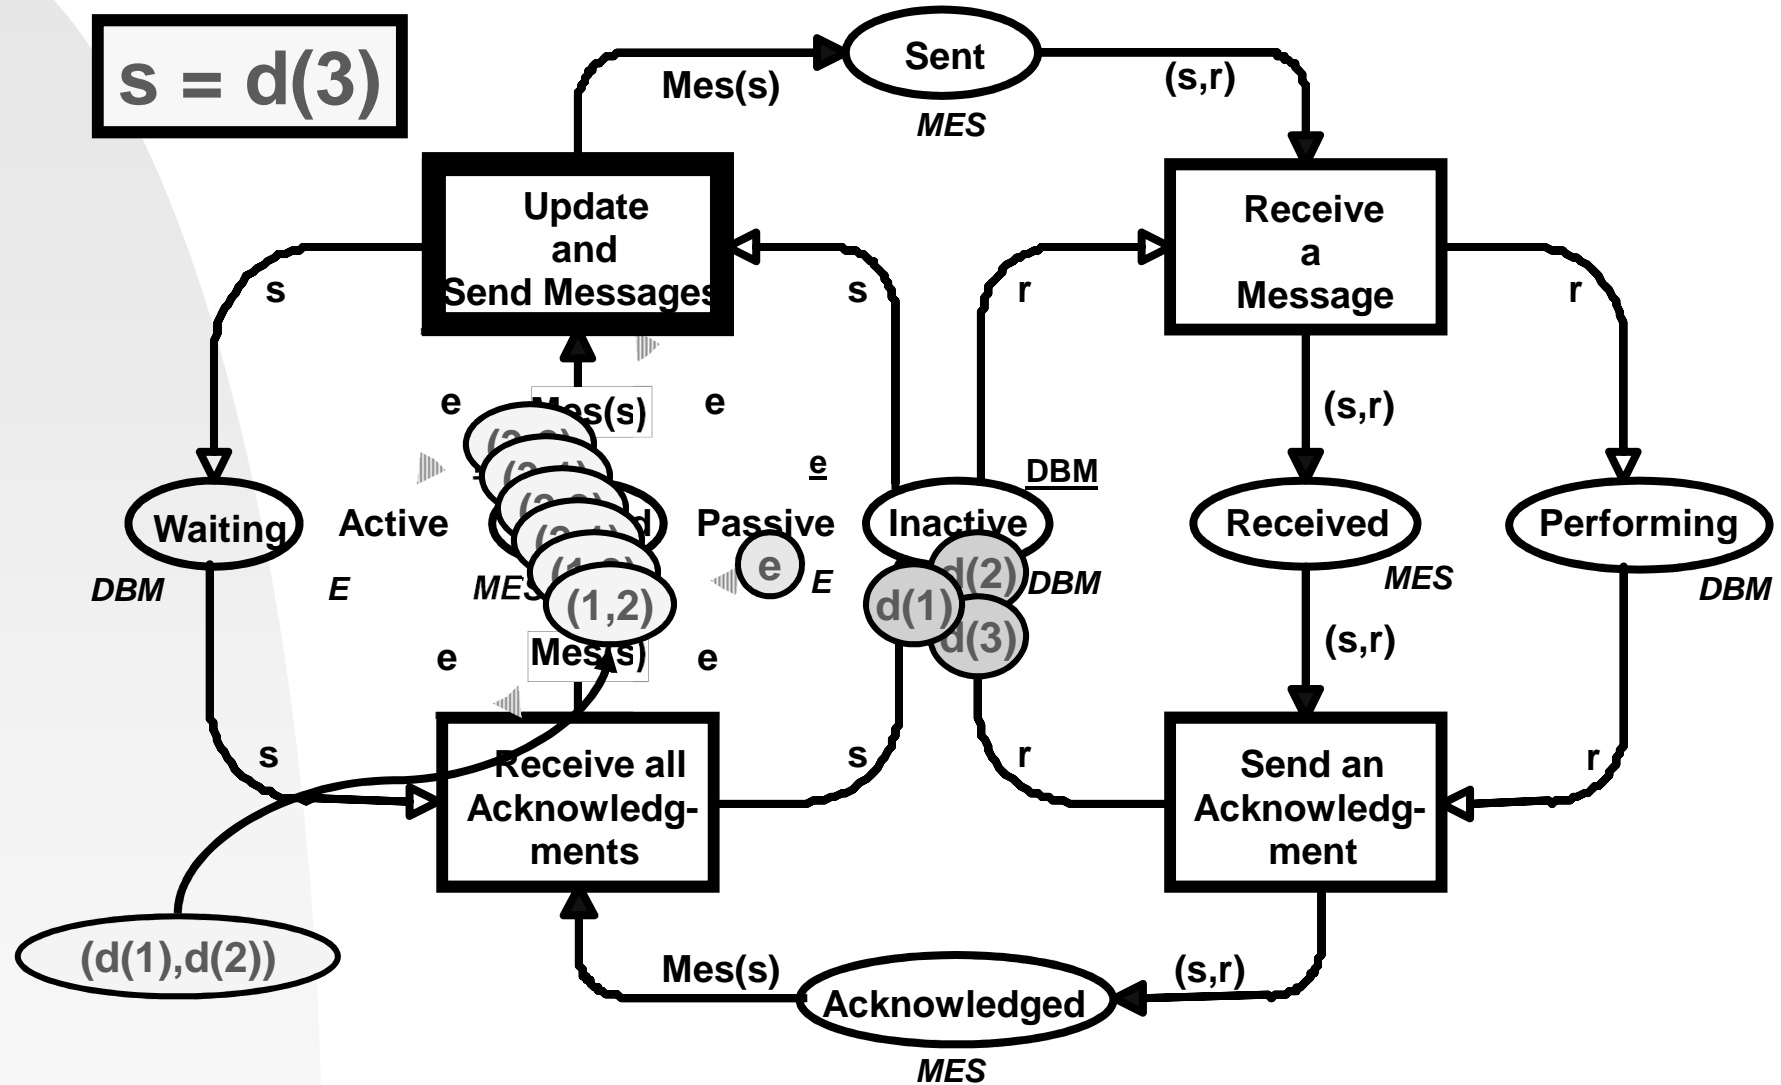 s = d(3)
Sent
Mes(s)
(s,r)
MES
Update
and
Send Messages
Receive
a
Message
s
s
r
r
e
Mes(s)
e
(s,r)
e
DBM
Waiting
Active
Passive
Inactive
Received
Performing
e
d(2)
DBM
E
MES
E
DBM
MES
DBM
(1,2)
d(1)
d(3)
e
Mes(s)
e
(s,r)
s
s
r
r
Receive all
Acknowledg-
ments
Send an
Acknowledg-
ment
(d(1),d(2))
Mes(s)
(s,r)
Acknowledged
MES